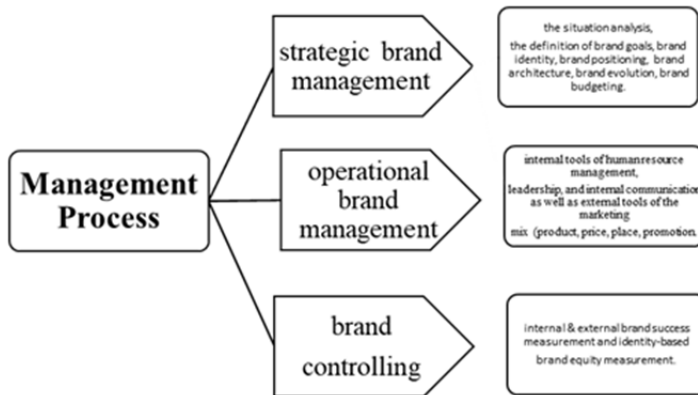 Management
Process
strategic brand
management
the situation analysis,
the definition of brand goals, brand
identity, brand positioning, brand
architecture, brand evolution, brand
budgeting.
operational
brand
management
internal tools of human resource
management,
leadership, and internal communication
as well as external tools of the
marketing
mix (product, price, place, promotion.
brand
controlling
internal & external brand success
measurement and identity-based
brand equity measurement.